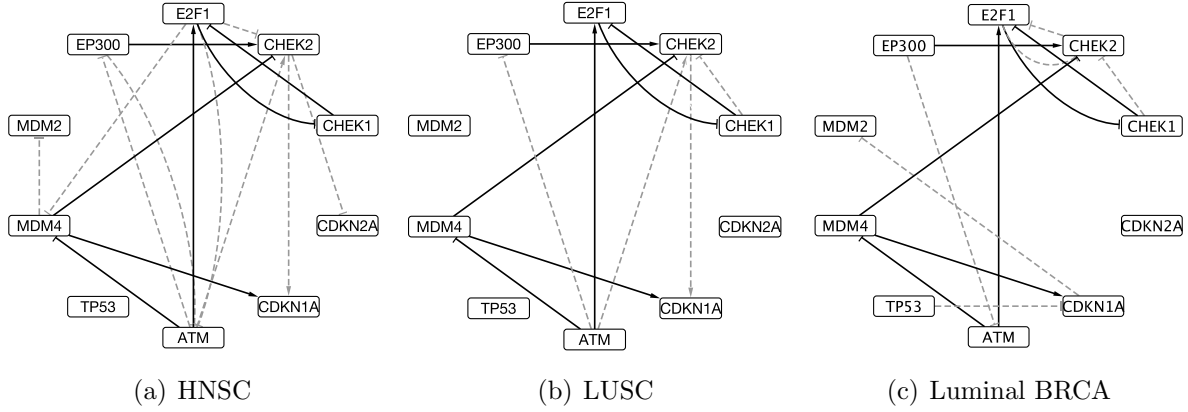 E2F1
EP300
CHEK2
MDM2
CHEK1
MDM4
CDKN2A
TP53
CDKN1A
ATM
(a) HNSC
E2F1
EP300
CHEK2
MDM2
CHEK1
MDM4
CDKN2A
TP53
CDKN1A
ATM
(b) LUSC
E2F1
EP300
CHEK2
MDM2
CHEK1
MDM4
CDKN2A
TP53
CDKN1A
ATM
(c) Luminal BRCA